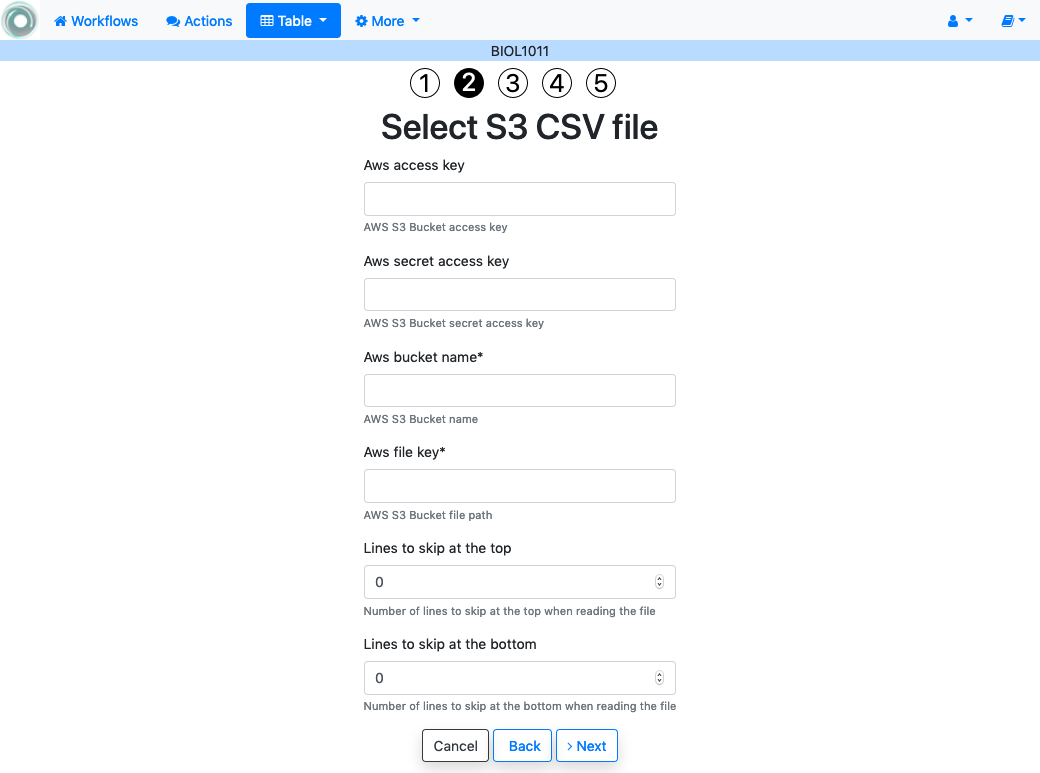 Workflows Actions Table More
BIOL1011
1 2 3 4 5
Select S3 CSV file
Aws access key
AWS S3 Bucket access key
Aws secret access key
AWS S3 Bucket secret access key
Aws bucket name*
AWS S3 Bucket name
Aws file key*
AWS S3 Bucket file path
Lines to skip at the top
0
Number of lines to skip at the top when reading the file
Lines to skip at the bottom
0
Number of lines to skip at the bottom when reading the file
Cancel Back Next